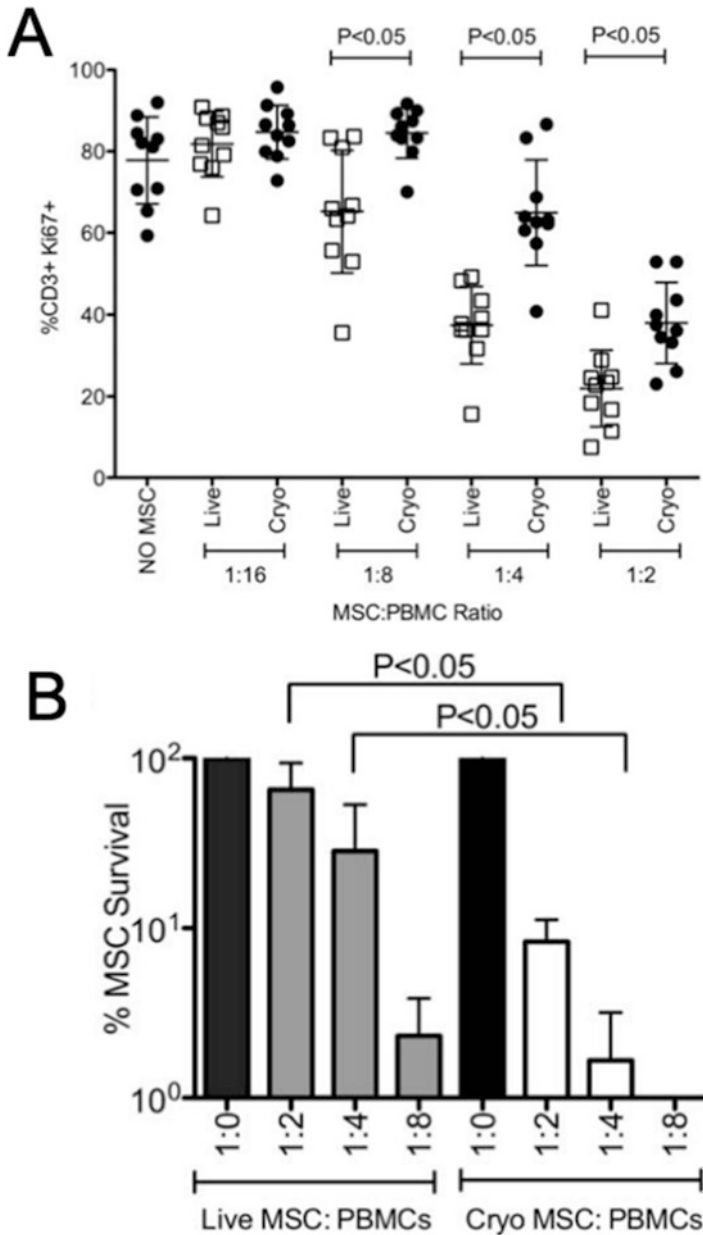 A
P<0.05 P<0.05 P<0.05
100
80
60
40
20
0
%CD3+ Ki67+
NO MSC Live Cryo Live Cryo Live Cryo Live Cryo
1:16 1:8 1:4 1:2
MSC:PBMC Ratio
B
P<0.05
P<0.05
10²
10¹
10⁰
% MSC Survival
1:0 1:2 1:4 1:8 1:0 1:2 1:4 1:8
Live MSC: PBMCs Cryo MSC: PBMCs